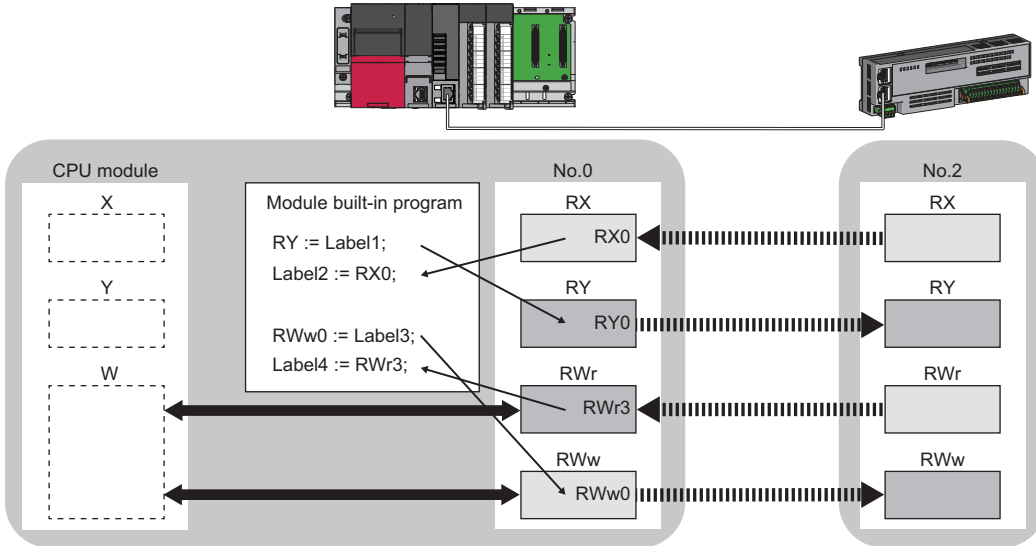 CPU module
X
Y
W
Module built-in program
RY := Label1;
Label2 := RX0;
RWw0 := Label3;
Label4 := RWr3;
No.0
RX
RX0
RY
RY0
RWr
RWr3
RWw
RWw0
No.2
RX
RY
RWr
RWw